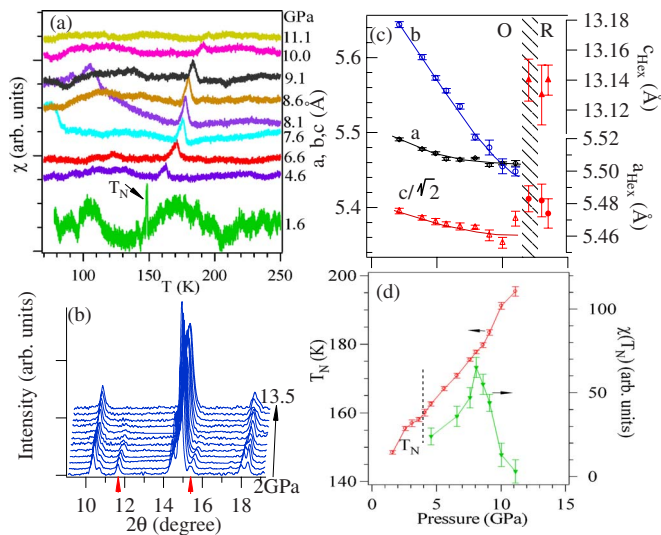 (a)
GPa
11.1
10.0
9.1
8.6
8.1
7.6
6.6
4.6
1.6
T_N
χ (arb. units)
100 150 200 250
T (K)
(b)
Intensity (arb. units)
13.5
2GPa
10 12 14 16 18
2θ (degree)
(c)
O R
b
a
c/√2
a, b,c (Å)
5.6
5.5
5.4
13.18
13.16
13.14
13.12
c_Hex (Å)
5.52
5.50
5.48
5.46
a_Hex (Å)
(d)
T_N
T_N(K)
200
190
180
170
160
150
140
100
50
0
χ(T_N) (arb. units)
0 5 10 15
Pressure (GPa)